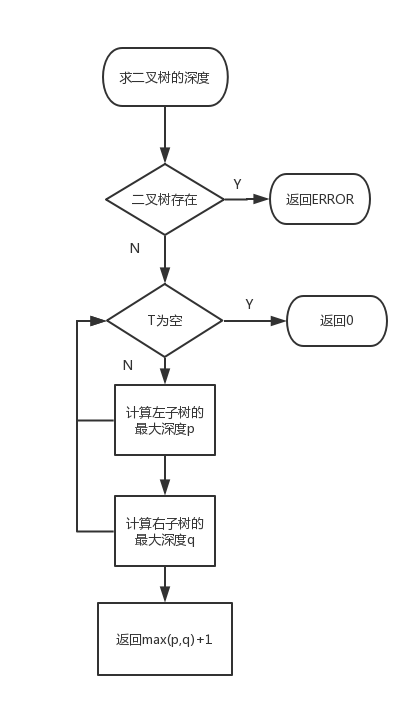 求二叉树的深度
二叉树存在
Y
返回ERROR
N
T为空
Y
返回0
N
计算左子树的
最大深度p
计算右子树的
最大深度q
返回max(p,q)+1